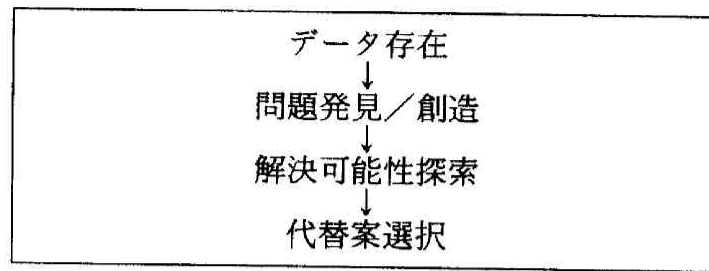 データ存在
↓
問題発見／創造
↓
解決可能性探索
↓
代替案選択